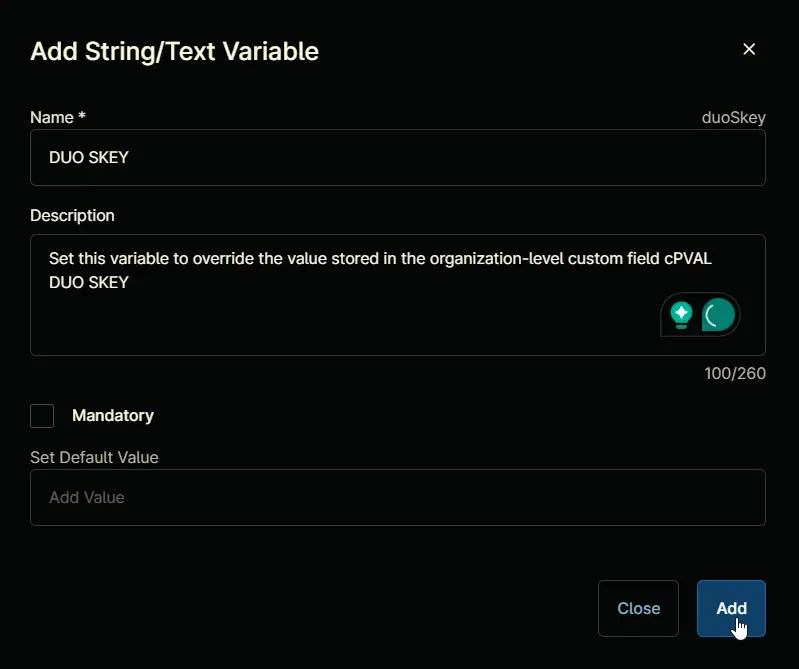 Add String/Text Variable
Name *
duoSkey
DUO SKEY
Description
Set this variable to override the value stored in the organization-level custom field cPVAL
DUO SKEY
100/260
Mandatory
Set Default Value
Add Value
Close
Add